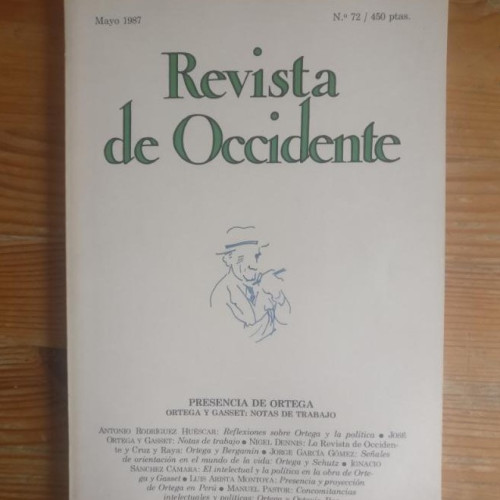 Mayo 1987
N.º 72 / 450 ptas.
Revista
de Occidente
PRESENCIA DE ORTEGA
ORTEGA Y GASSET: NOTAS DE TRABAJO
ANTONIO RODRÍGUEZ HUÉSCAR: Reflexiones sobre Ortega y la política ● JOSÉ
ORTEGA Y GASSET: Notas de trabajo ● NIGEL DENNIS: La Revista de Occiden-
te y Cruz y Raya: Ortega y Bergamín ● JORGE GARCÍA GÓMEZ: Señales
de orientación en el mundo de la vida: Ortega y Schutz ● IGNACIO
SÁNCHEZ CÁMARA: El intelectual y la política en la obra de Orte-
ga y Gasset ● LUIS ARISTA MONTOYA: Presencia y proyección
de Ortega en Perú ● MANUEL PASTOR: Concomitancias
intelectuales y políticas: Ortega y